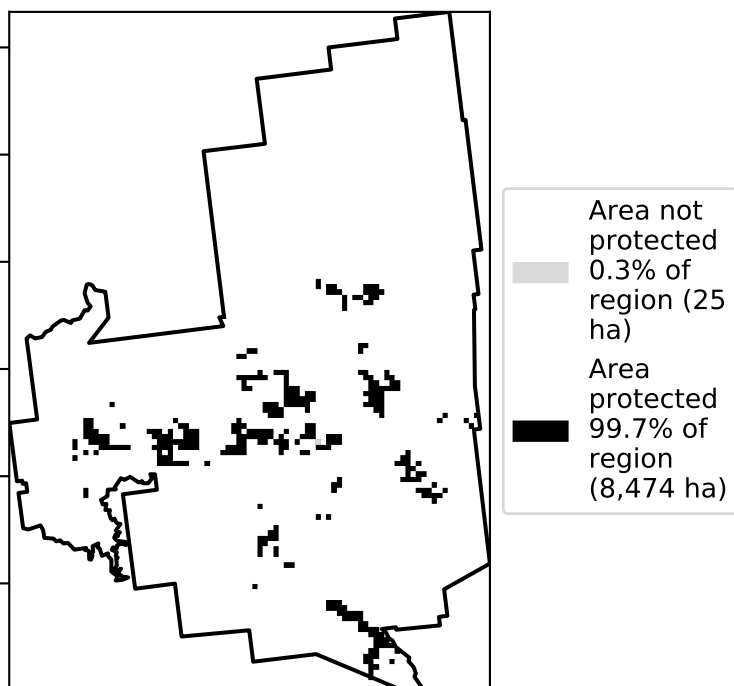 Area not
protected
0.3% of
region (25
ha)
Area
protected
99.7% of
region
(8,474 ha)